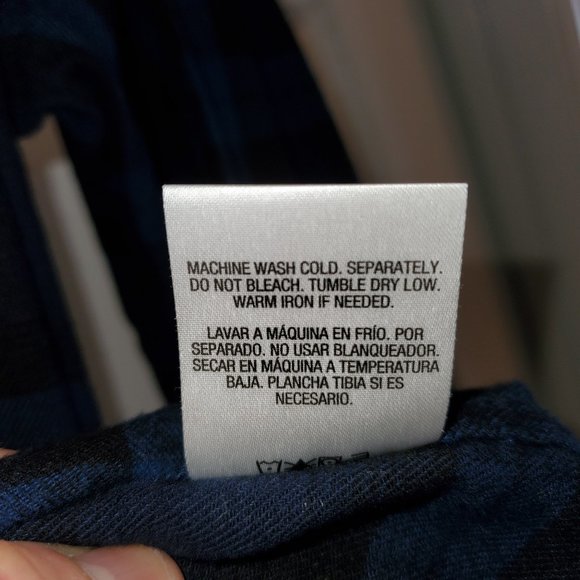 MACHINE WASH COLD. SEPARATELY.
DO NOT BLEACH. TUMBLE DRY LOW.
WARM IRON IF NEEDED.
LAVAR A MÁQUINA EN FRÍO. POR
SEPARADO. NO USAR BLANQUEADOR.
SECAR EN MÁQUINA A TEMPERATURA
BAJA. PLANCHA TIBIA SI ES
NECESARIO.